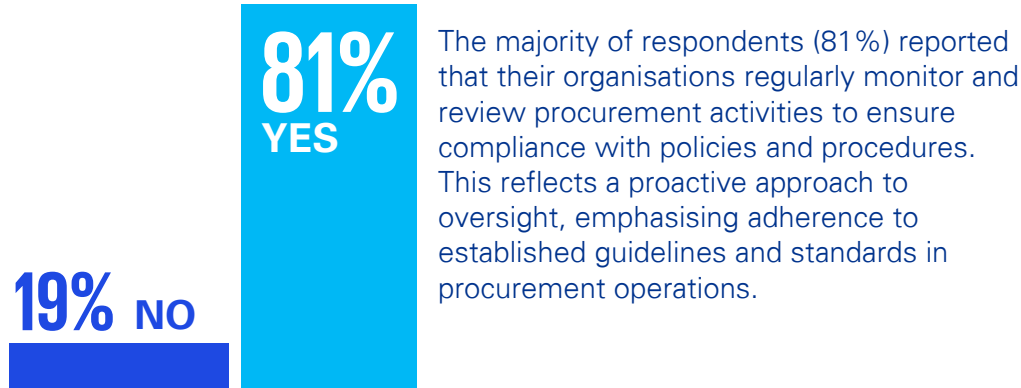 81%
YES
19% NO
The majority of respondents (81%) reported
that their organisations regularly monitor and
review procurement activities to ensure
compliance with policies and procedures.
This reflects a proactive approach to
oversight, emphasising adherence to
established guidelines and standards in
procurement operations.